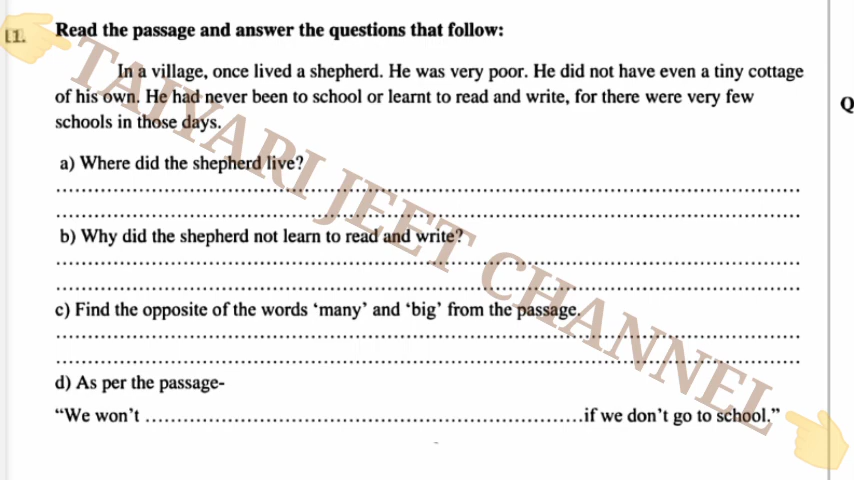 11.
Read the passage and answer the questions that follow:
In a village, once lived a shepherd. He was very poor. He did not have even a tiny cottage
of his own. He had never been to school or learnt to read and write, for there were very few
schools in those days.
a) Where did the shepherd live?
b) Why did the shepherd not learn to read and write?
c) Find the opposite of the words ‘many’ and ‘big’ from the passage.
d) As per the passage-
“We won’t ........................................................................if we don’t go to school.”
Q
TAIYARI JEET CHANNEL